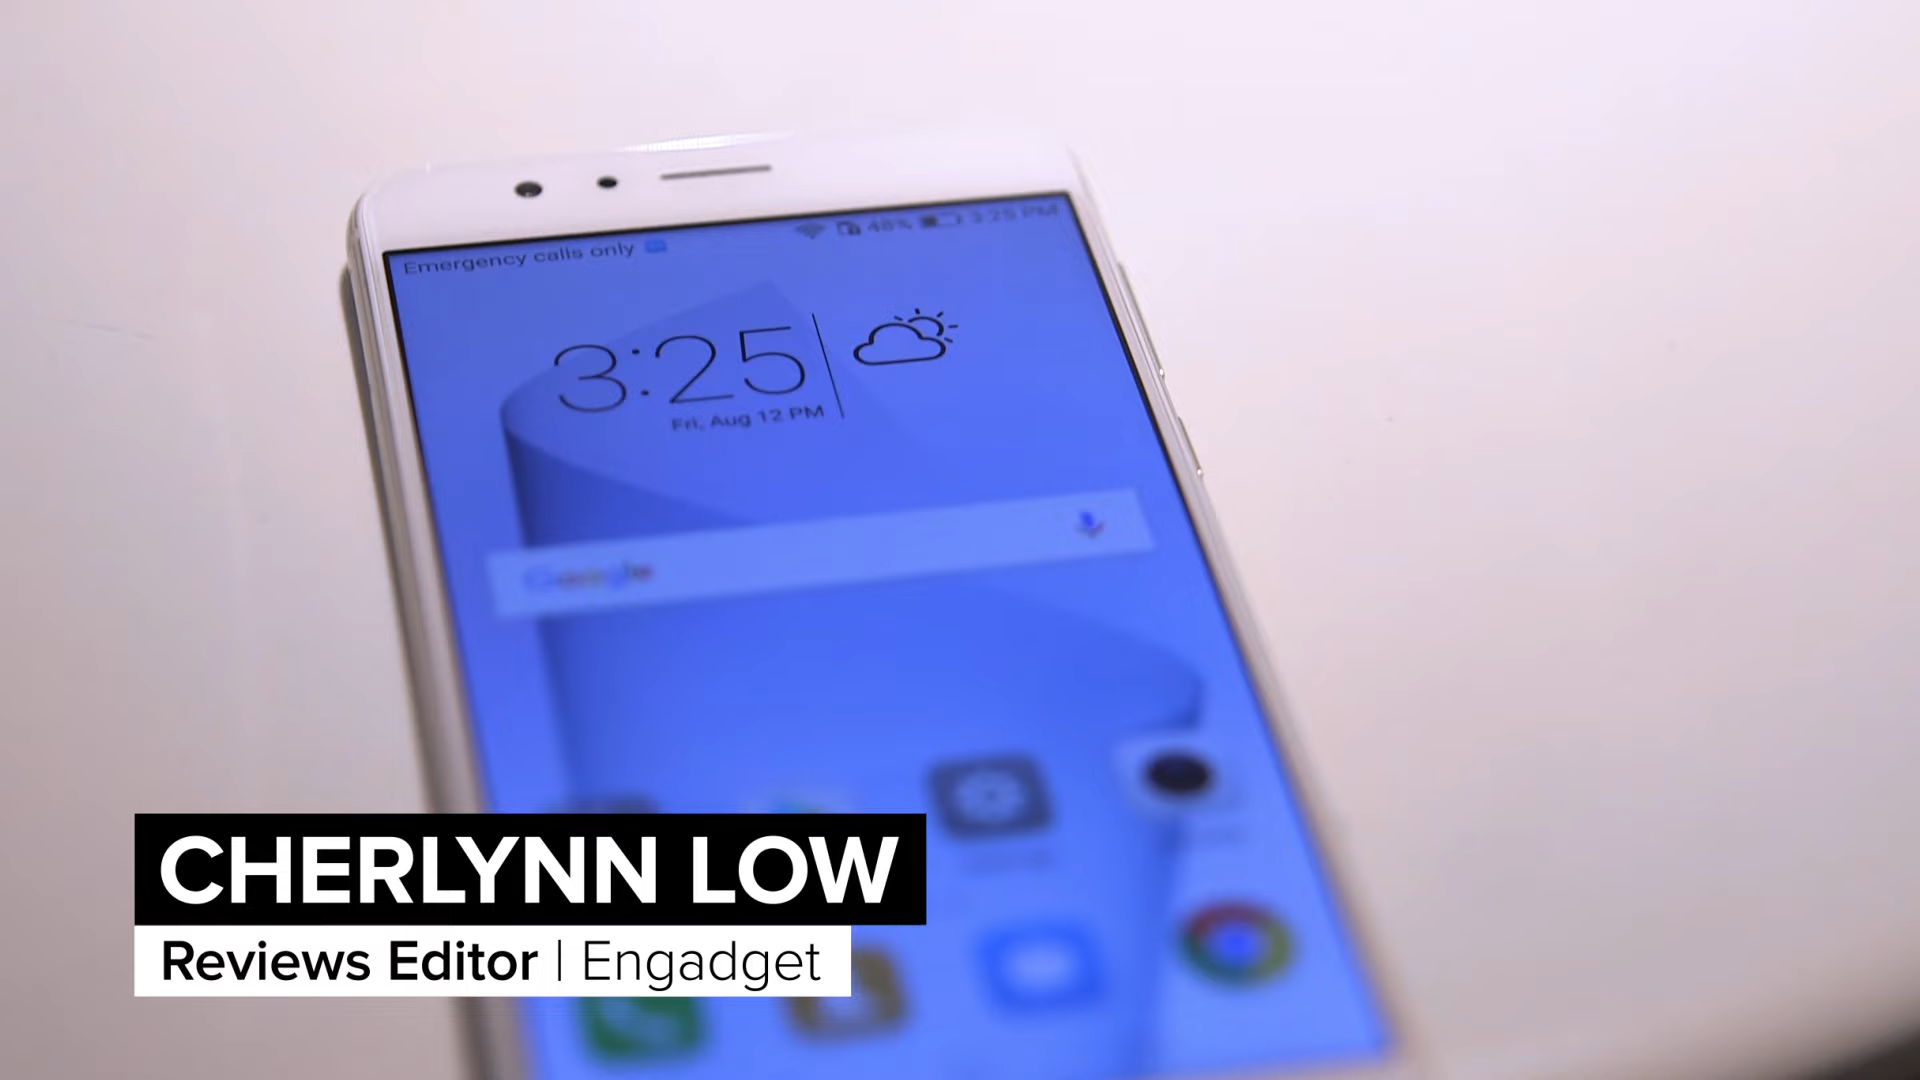 Emergency calls only
48% 3:25 PM
3:25
Fri, Aug 12 PM
Google
CHERLYNN LOW
Reviews Editor | Engadget